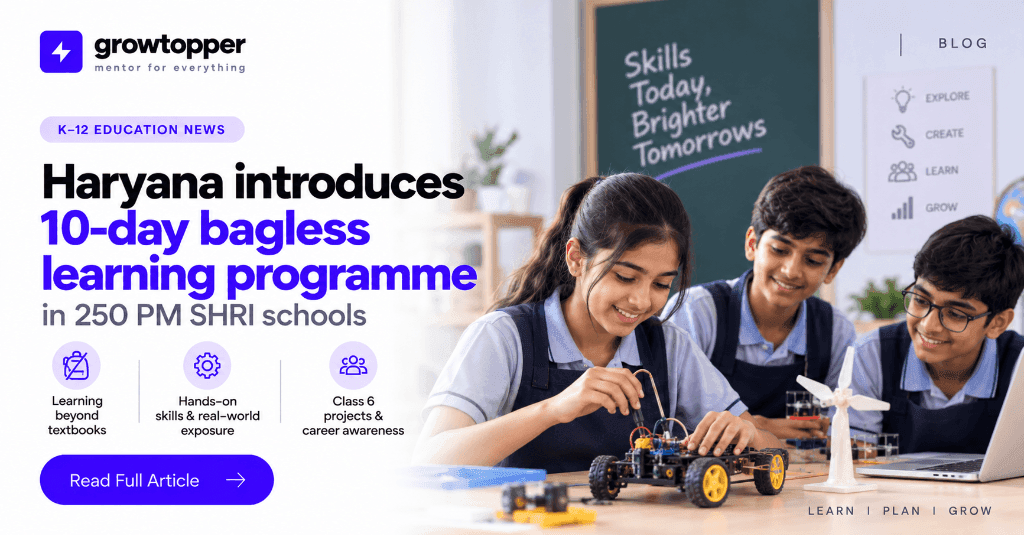 growtopper
mentor for everything
BLOG
K–12 EDUCATION NEWS
Haryana introduces
10-day bagless
learning programme
in 250 PM SHRI schools
Learning
beyond
textbooks
Hands-on
skills & real-world
exposure
Class 6
projects &
career awareness
Read Full Article
Skills
Today,
Brighter
Tomorrows
EXPLORE
CREATE
LEARN
GROW
LEARN | PLAN | GROW